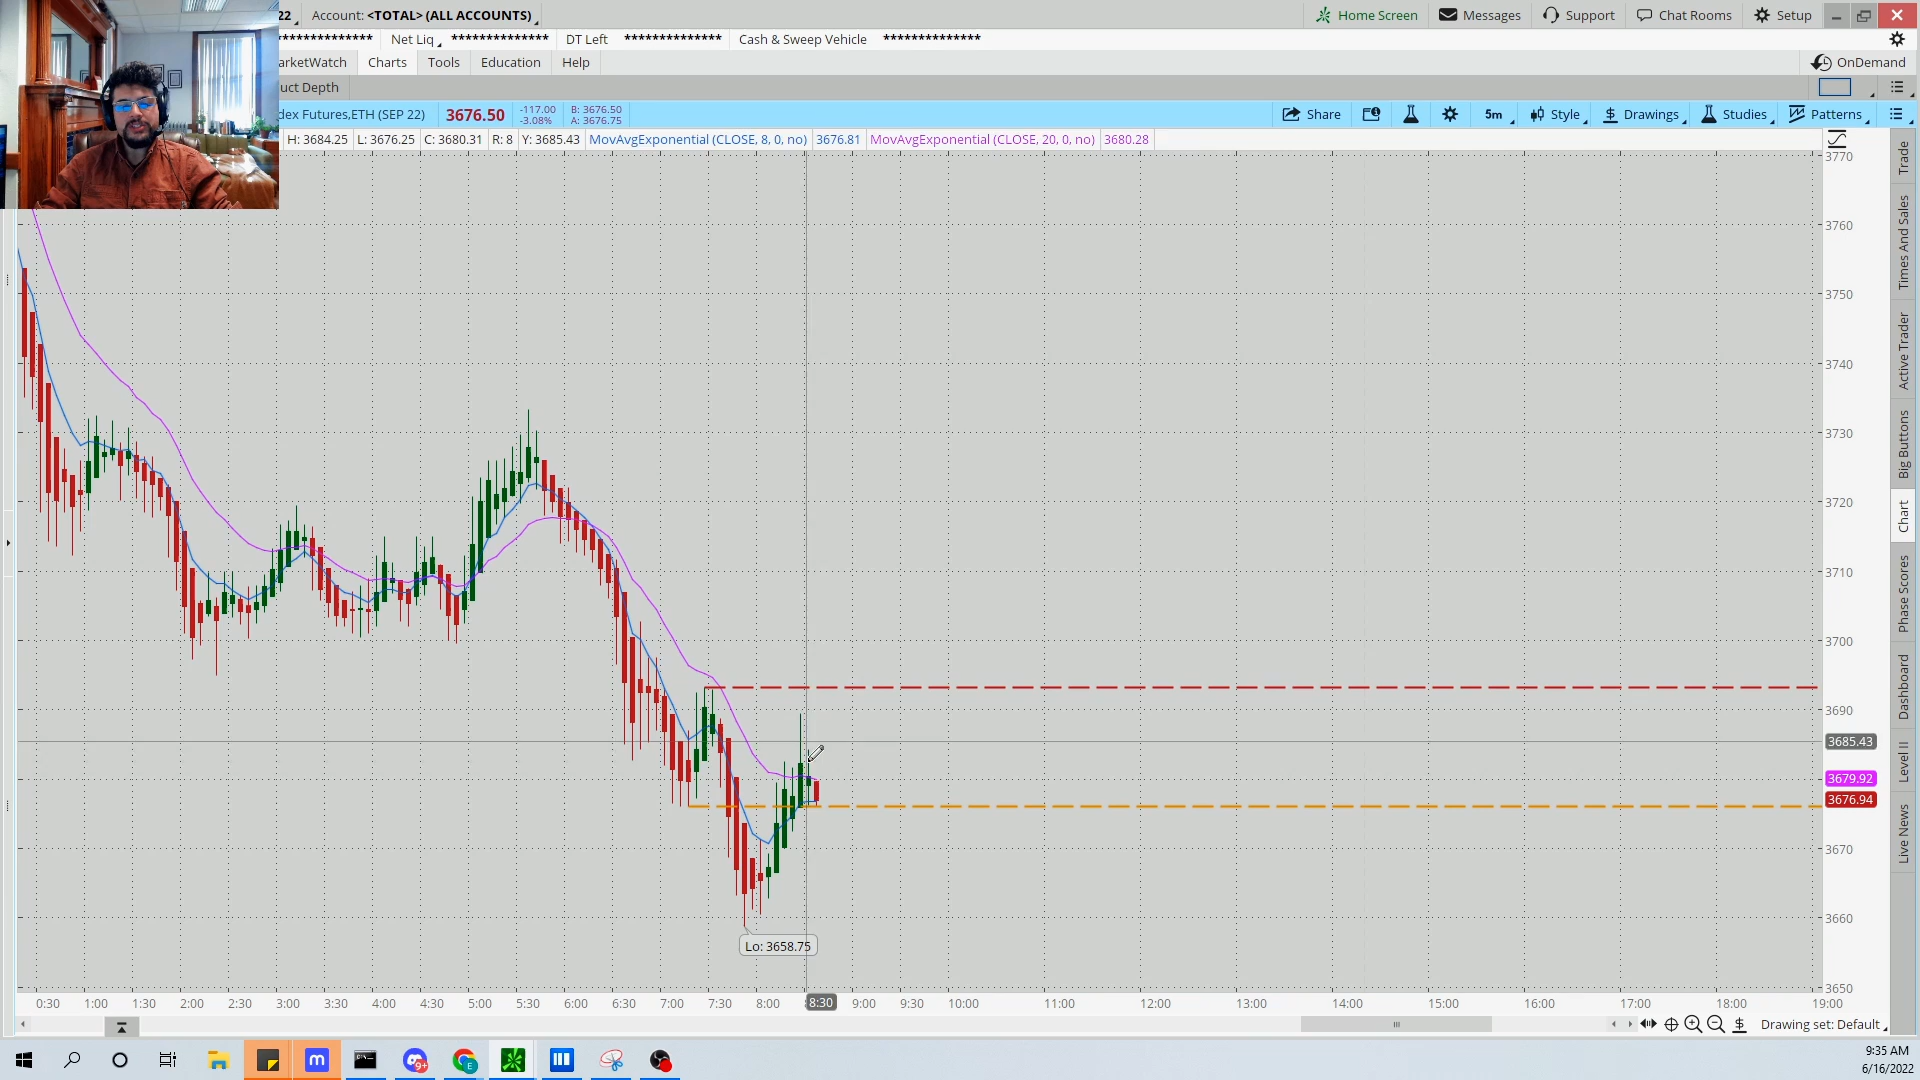 22 Account: <TOTAL> (ALL ACCOUNTS) Home Screen Messages Support Chat Rooms Setup
************** Net Liq ************** DT Left ************** Cash & Sweep Vehicle **************
arketWatch Charts Tools Education Help OnDemand
uct Depth
dex Futures,ETH (SEP 22) 3676.50 -117.00 -3.08% B: 3676.50 A: 3676.75 Share 5m Style Drawings Studies Patterns
H: 3684.25 L: 3676.25 C: 3680.31 R: 8 Y: 3685.43 MovAvgExponential (CLOSE, 8, 0, no) 3676.81 MovAvgExponential (CLOSE, 20, 0, no) 3680.28
3770
3760
3750
3740
3730
3720
3710
3700
3690
3685.43
3679.92
3676.94
3670
3660
3650
Lo: 3658.75
0:30 1:00 1:30 2:00 2:30 3:00 3:30 4:00 4:30 5:00 5:30 6:00 6:30 7:00 7:30 8:00 8:30 9:00 9:30 10:00 11:00 12:00 13:00 14:00 15:00 16:00 17:00 18:00 19:00
Trade
Times And Sales
Active Trader
Big Buttons
Chart
Phase Scores
Dashboard
Level II
Live News
Drawing set: Default
9+
9:35 AM
6/16/2022